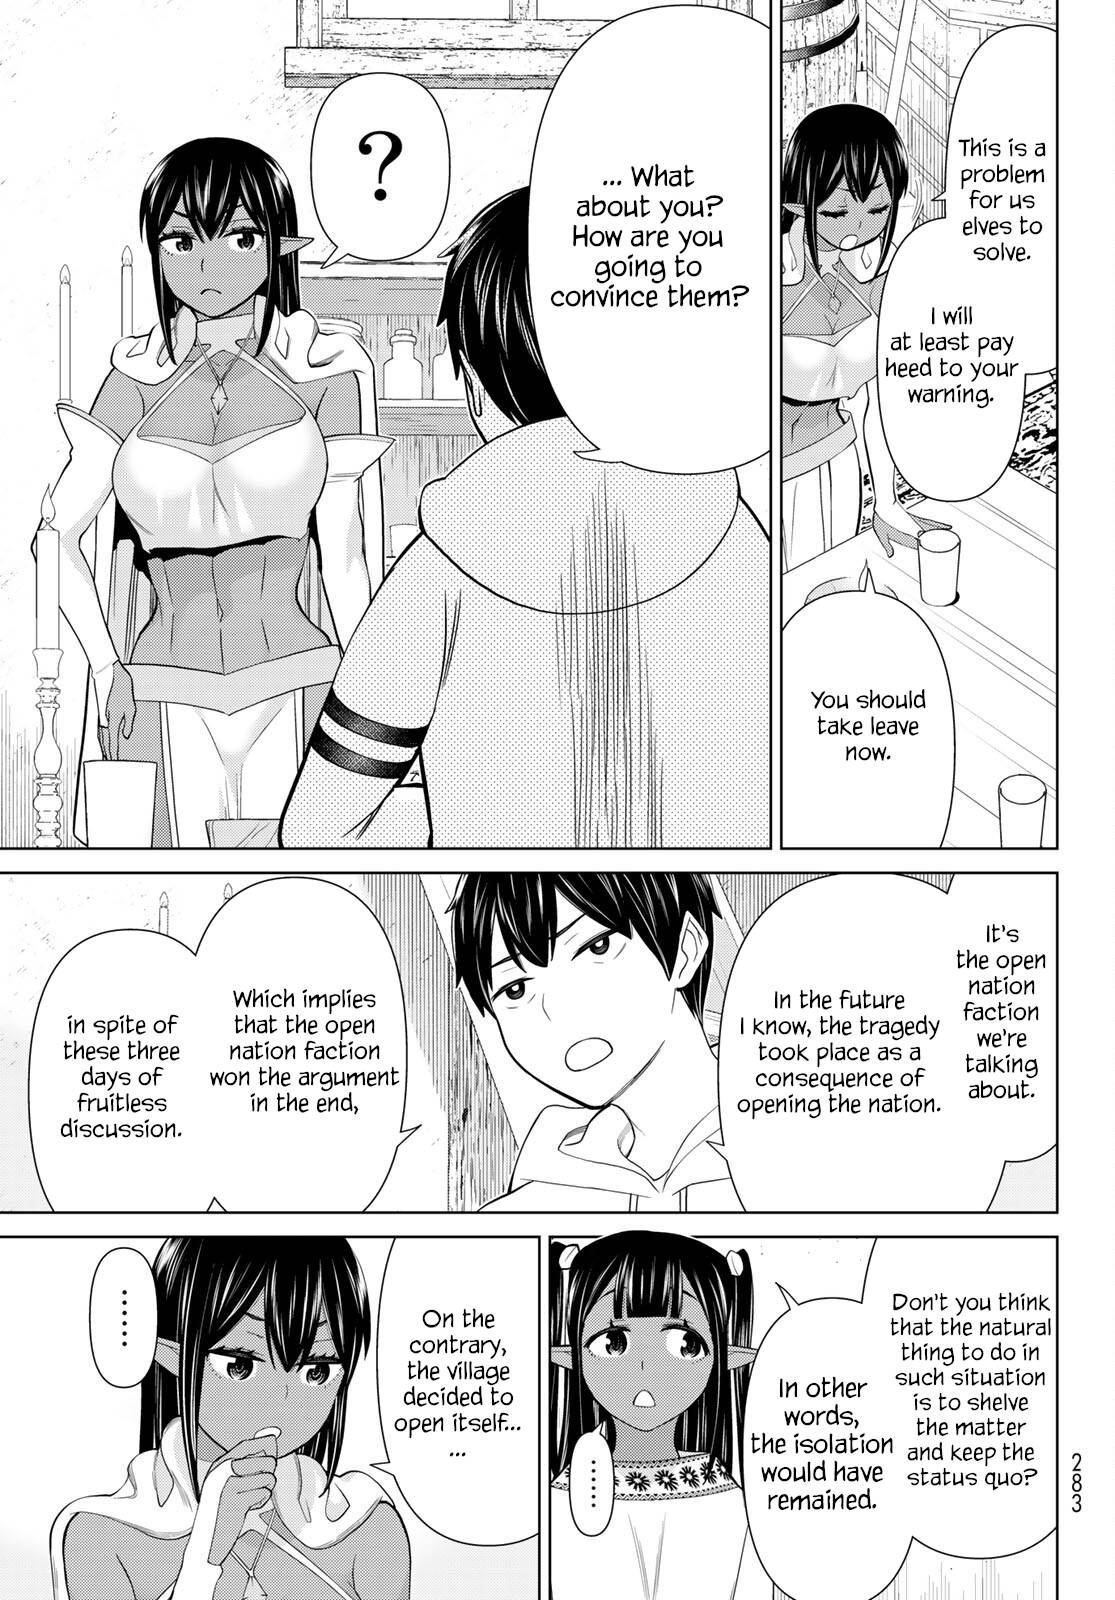 This is a
problem
for us
elves to
solve.
I will
at least pay
heed to your
warning.
You should
take leave
now.
... What
about you?
How are you
going to
convince them?
?
It's
the open
nation
faction
we're
talking
about.
In the future
I know, the tragedy
took place as a
consequence of
opening the nation.
Which implies
that the open
nation faction
won the argument
in the end,
in spite of
these three
days of
fruitless
discussion.
Don't you think
that the natural
thing to do in
such situation
is to shelve
the matter
and keep the
status quo?
In other
words,
the isolation
would have
remained.
......
On the
contrary,
the village
decided to
open itself...
...
......
283